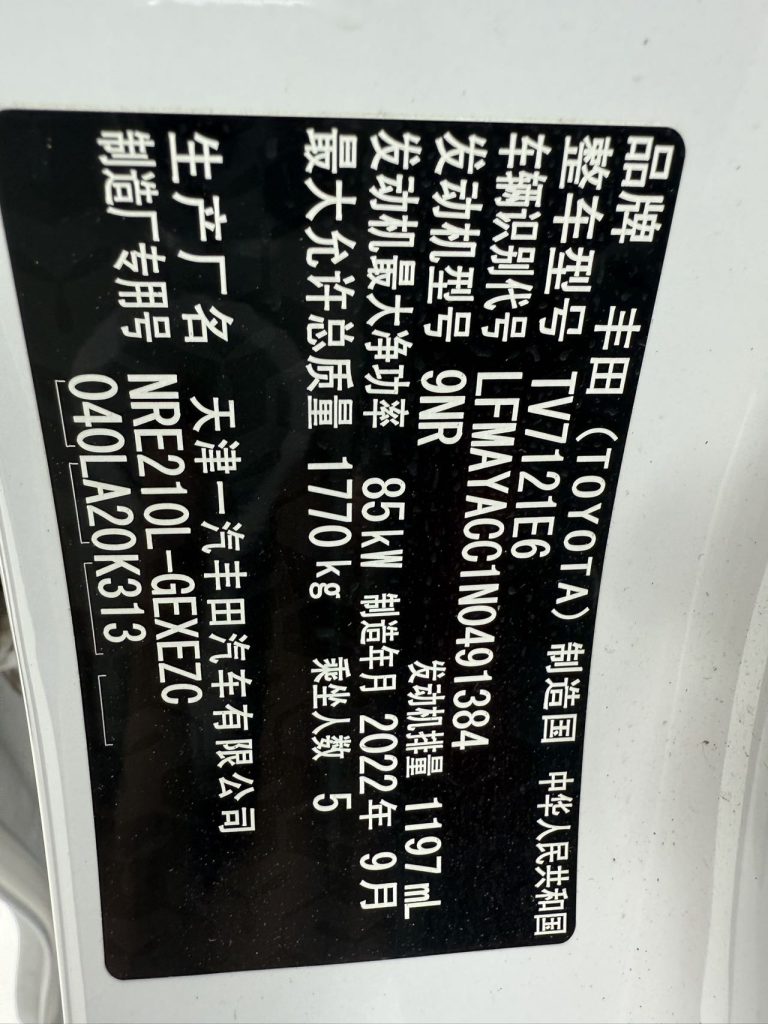 品牌 丰田 (TOYOTA) 制造国 中华人民共和国
整车型号 TV7121E6
车辆识别代号 LFMAYACC1N0491384
发动机型号 9NR 发动机排量 1197 mL
发动机最大净功率 85kW 制造年月 2022年 9月
最大允许总质量 1770kg 乘坐人数 5
生产厂名 天津一汽丰田汽车有限公司
制造厂专用号 NRE210L-GEXEZC
040LA20K313